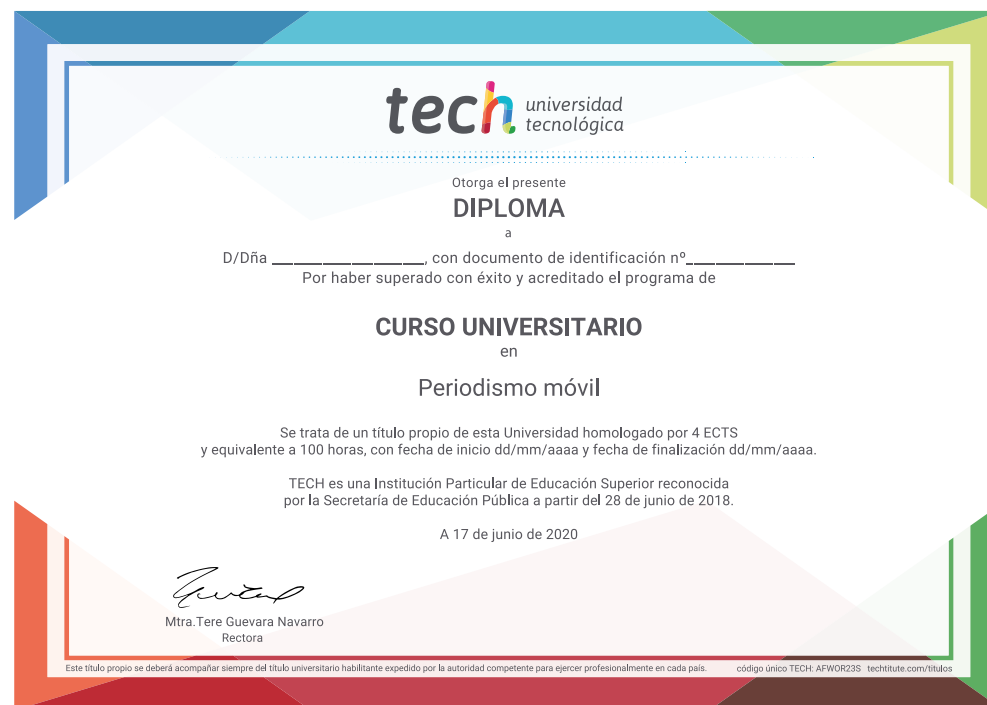 tech universidad
tecnológica
Otorga el presente
DIPLOMA
a
D/Dña ________________, con documento de identificación nº____________
Por haber superado con éxito y acreditado el programa de
CURSO UNIVERSITARIO
en
Periodismo móvil
Se trata de un título propio de esta Universidad homologado por 4 ECTS
y equivalente a 100 horas, con fecha de inicio dd/mm/aaaa y fecha de finalización dd/mm/aaaa.
TECH es una Institución Particular de Educación Superior reconocida
por la Secretaría de Educación Pública a partir del 28 de junio de 2018.
A 17 de junio de 2020
Mtra.Tere Guevara Navarro
Rectora
Este título propio se deberá acompañar siempre del título universitario habilitante expedido por la autoridad competente para ejercer profesionalmente en cada país. código único TECH: AFWOR23S techtitute.com/titulos